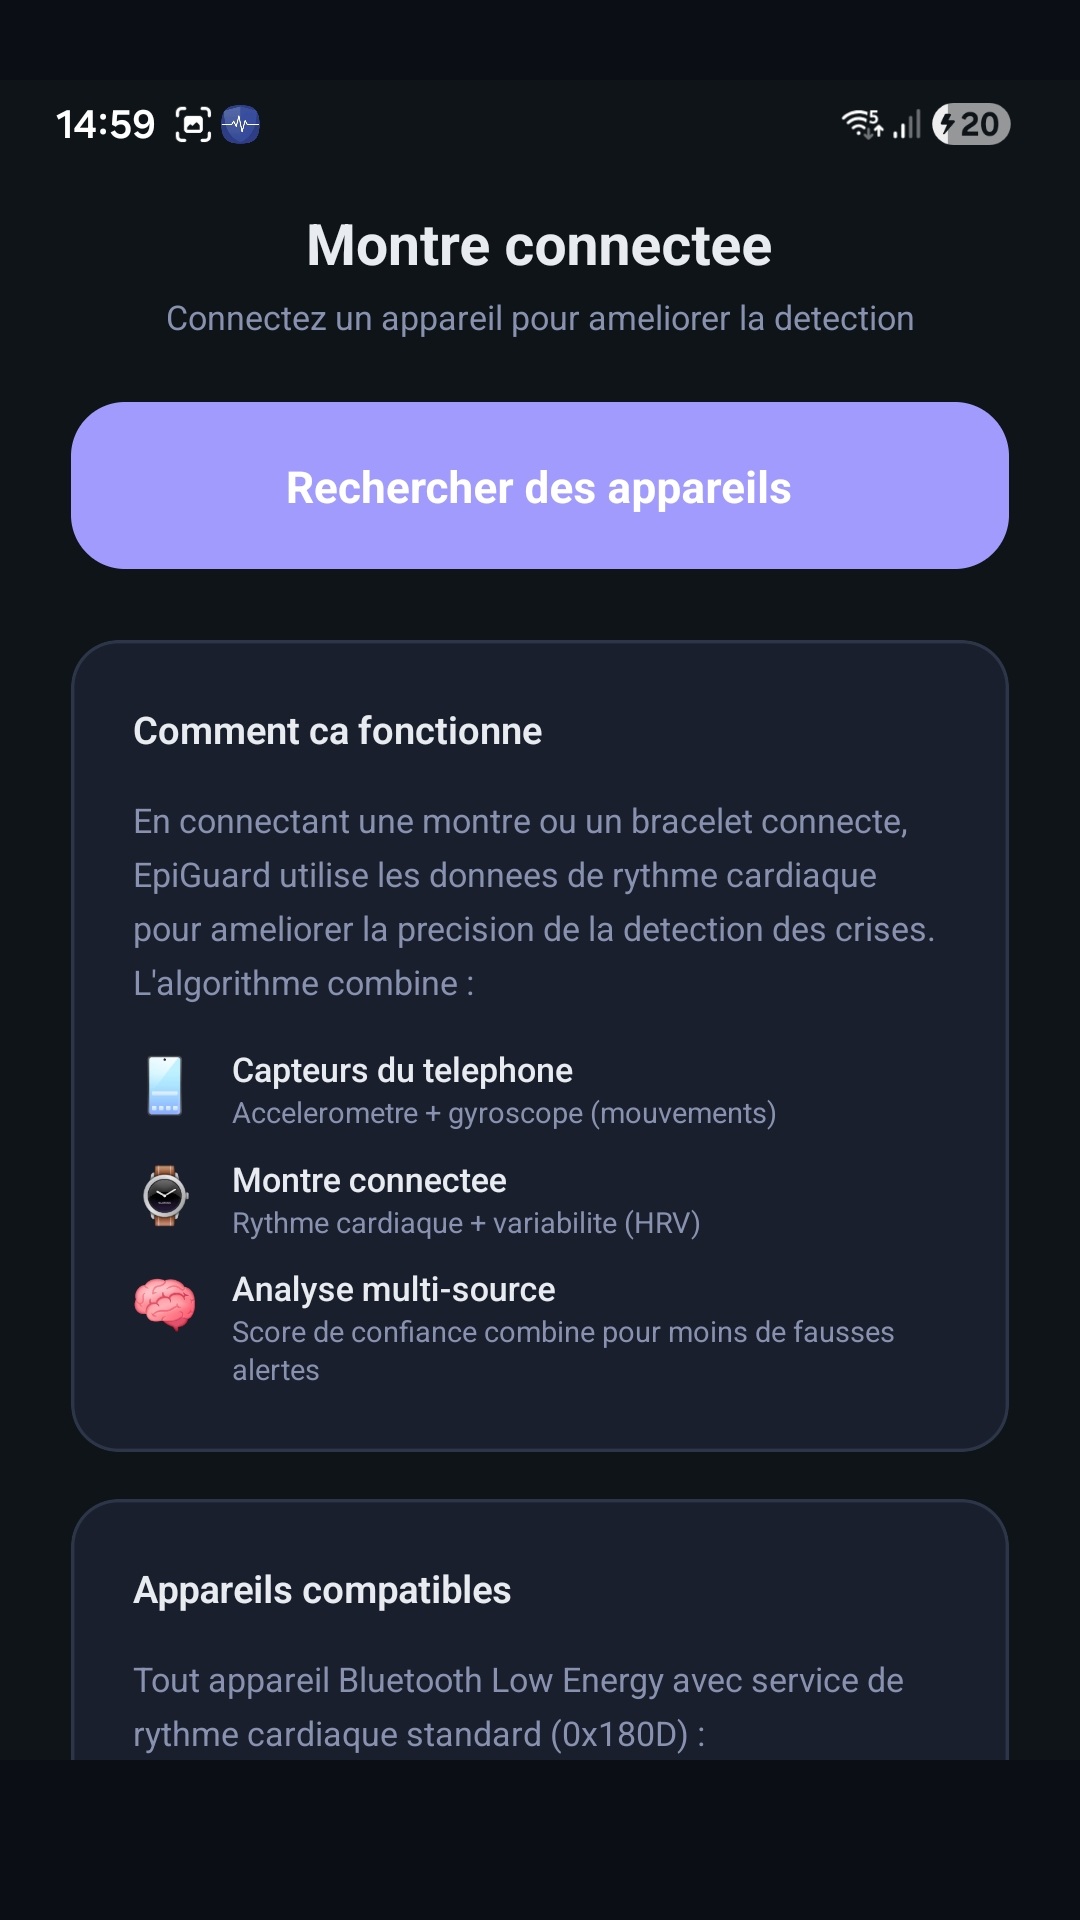 14:59
5
20
Montre connectee
Connectez un appareil pour ameliorer la detection
Rechercher des appareils
Comment ca fonctionne
En connectant une montre ou un bracelet connecte,
EpiGuard utilise les donnees de rythme cardiaque
pour ameliorer la precision de la detection des crises.
L'algorithme combine :
Capteurs du telephone
Accelerometre + gyroscope (mouvements)
Montre connectee
Rythme cardiaque + variabilite (HRV)
Analyse multi-source
Score de confiance combine pour moins de fausses
alertes
Appareils compatibles
Tout appareil Bluetooth Low Energy avec service de
rythme cardiaque standard (0x180D) :